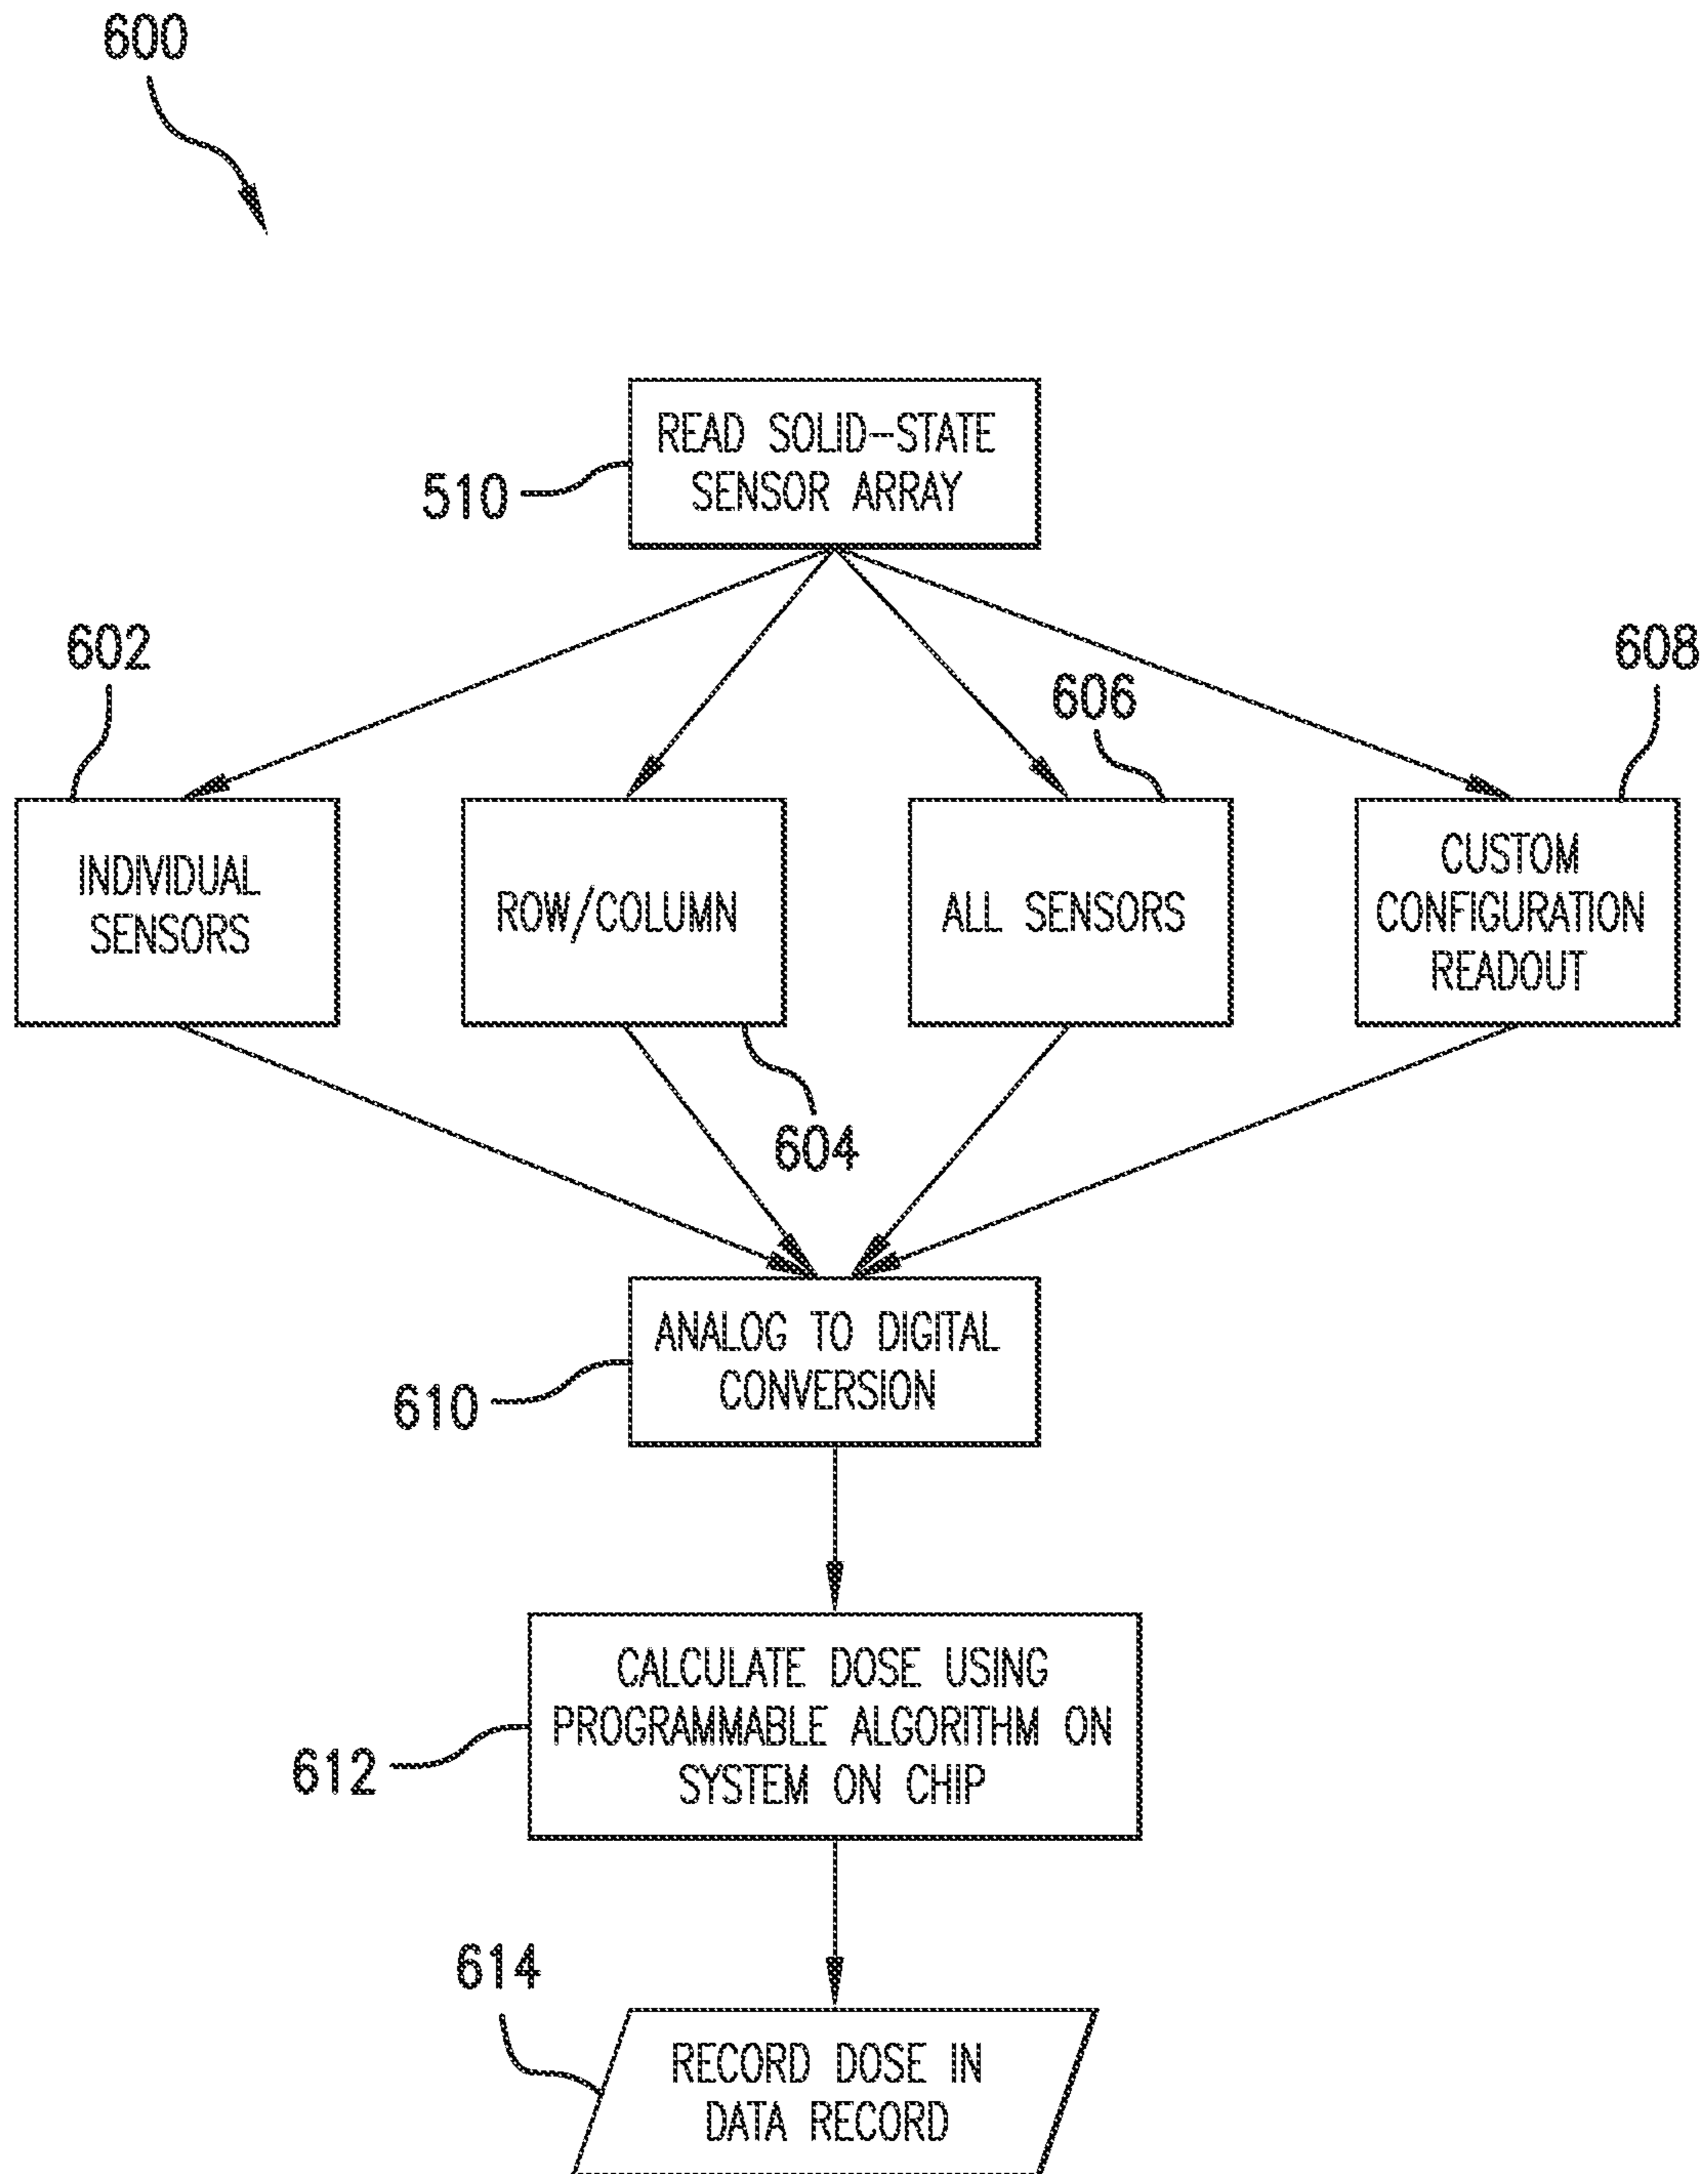 600
READ SOLID-STATE
SENSOR ARRAY
510
602
608
606
INDIVIDUAL
SENSORS
ROW/COLUMN
ALL SENSORS
CUSTOM
CONFIGURATION
READOUT
604
ANALOG TO DIGITAL
CONVERSION
610
CALCULATE DOSE USING
PROGRAMMABLE ALGORITHM ON
SYSTEM ON CHIP
612
614
RECORD DOSE IN
DATA RECORD